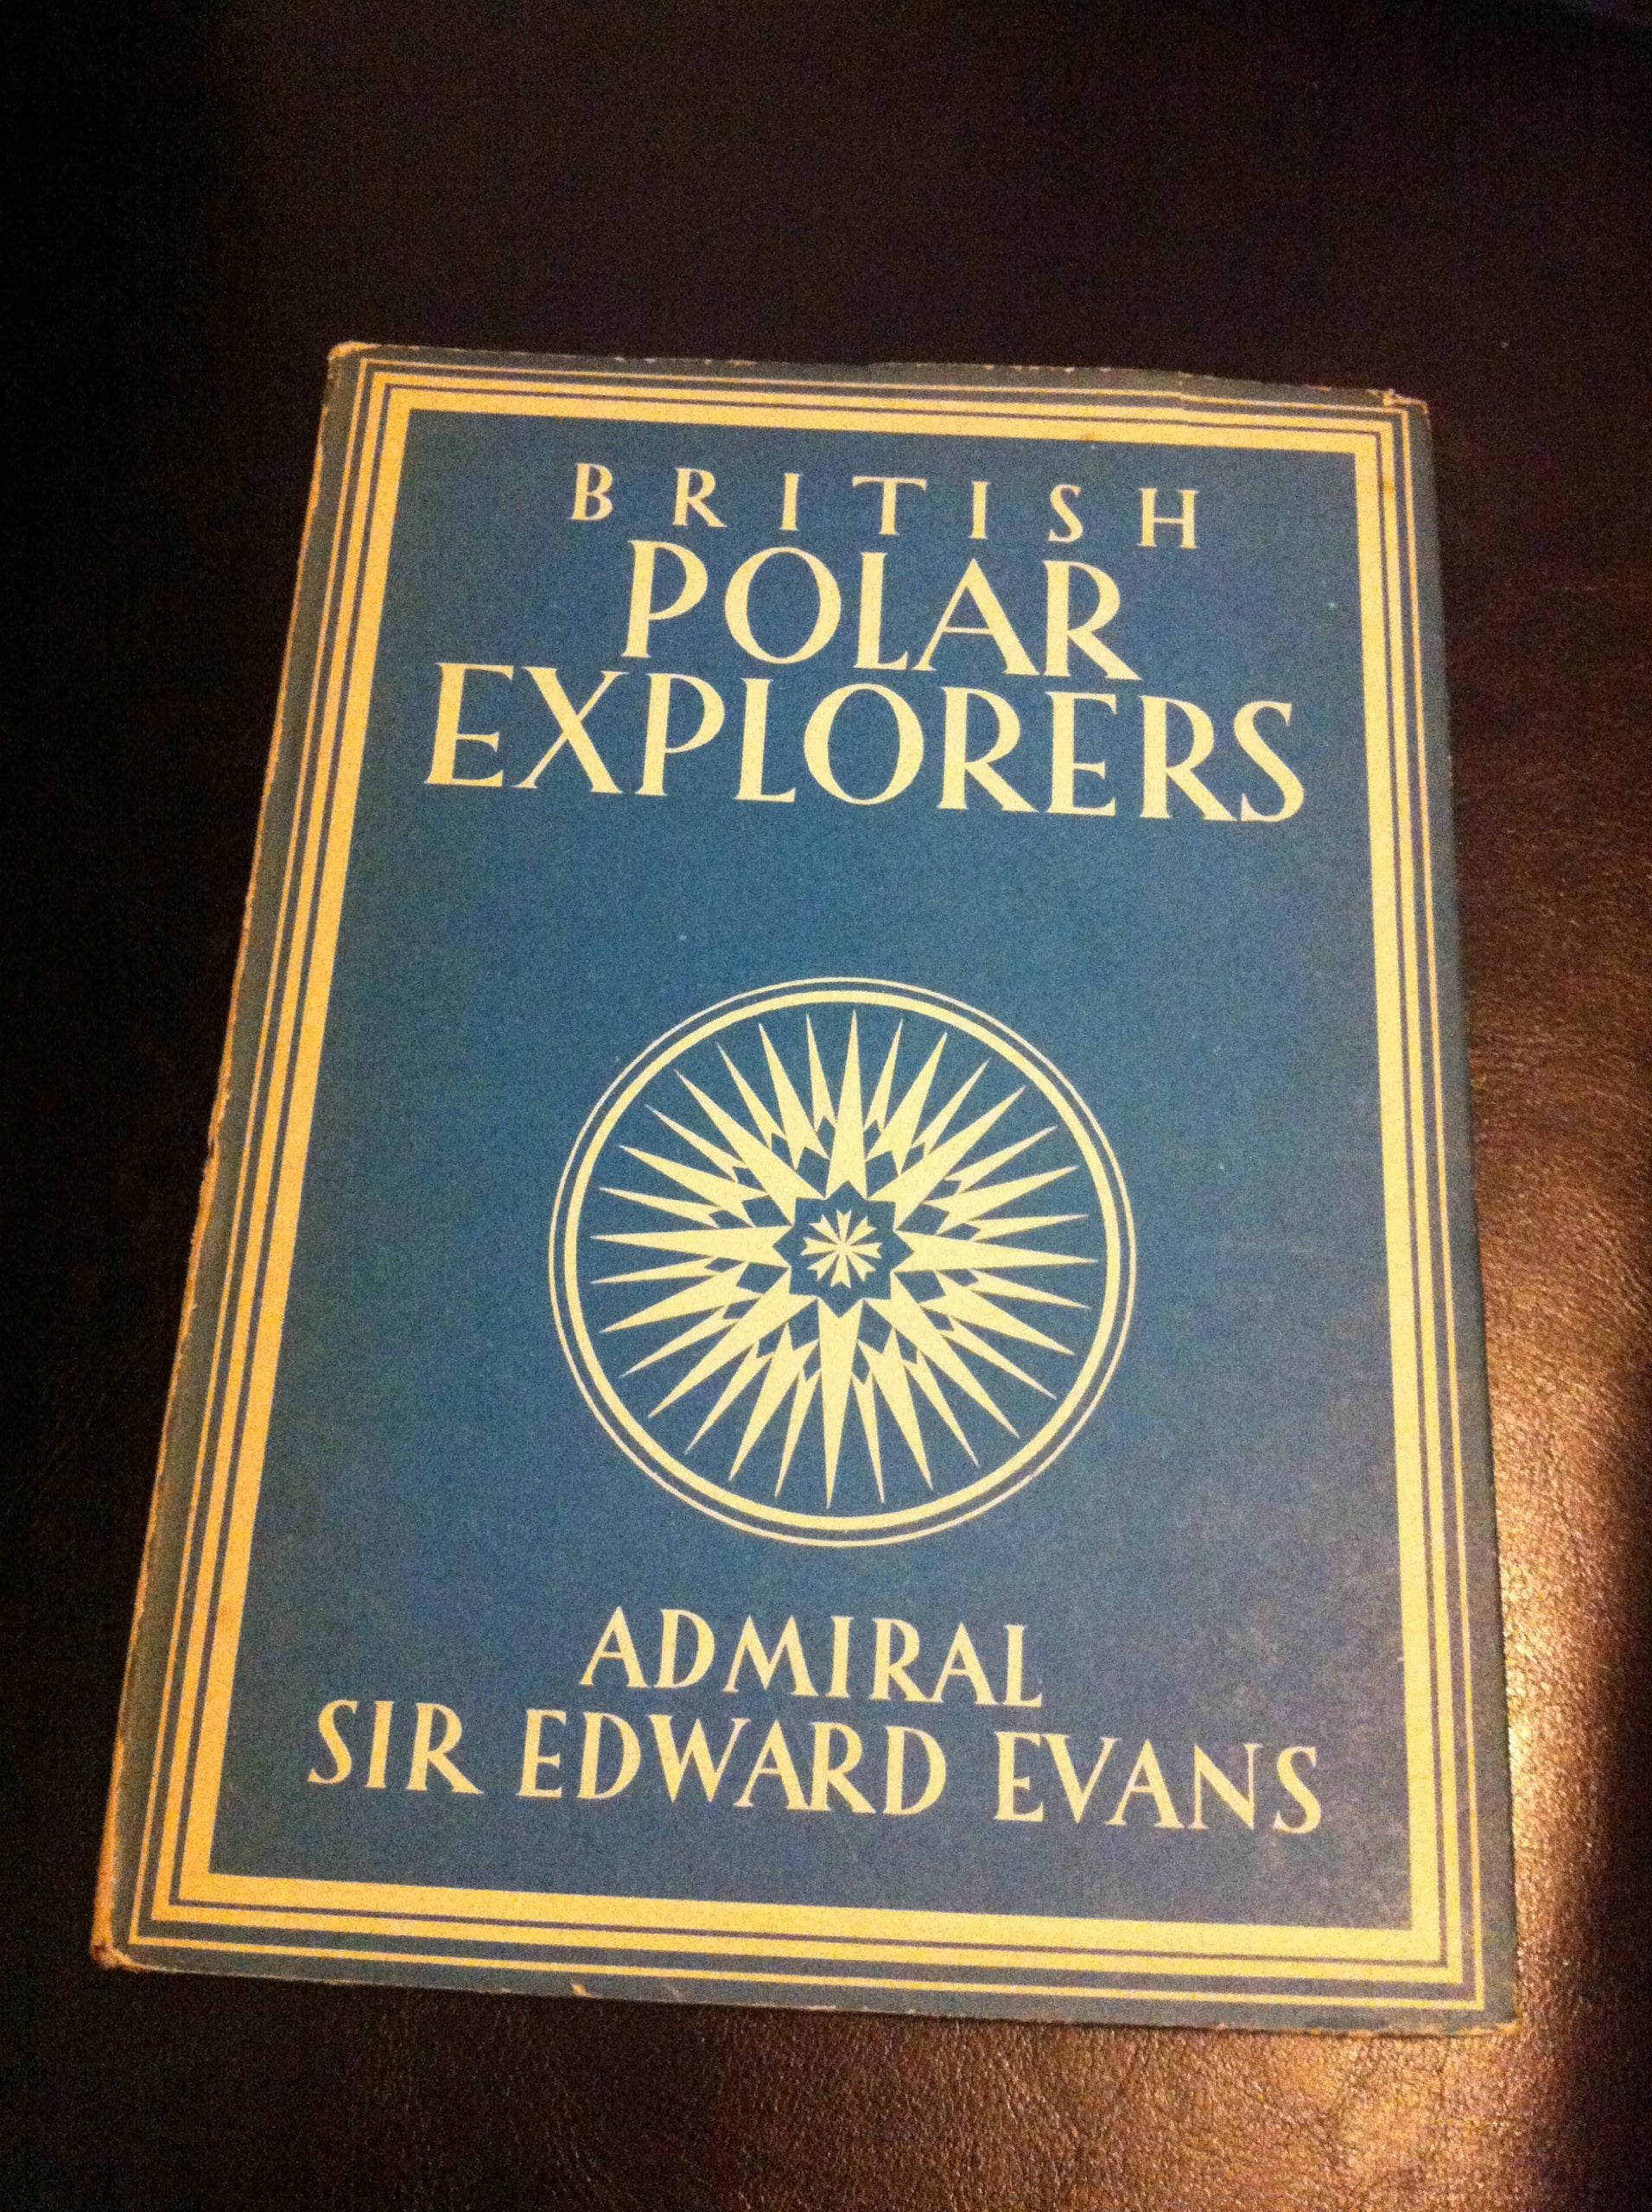 BRITISH
POLAR
EXPLORERS
ADMIRAL
SIR EDWARD EVANS